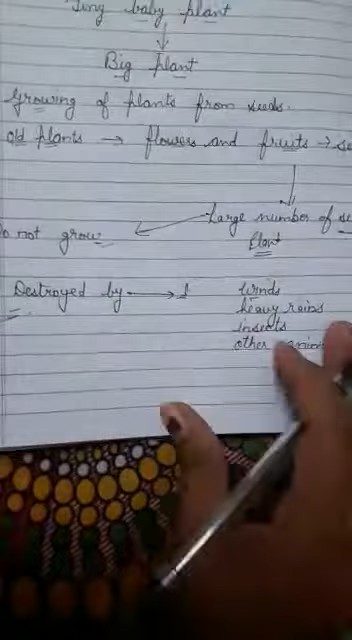 Tiny baby plant
Big plant
Growing of plants from seeds.
old plants → flowers and fruits →
Large number of
Plant
do not grow
Destroyed by → 
winds
heavy rains
insects
other